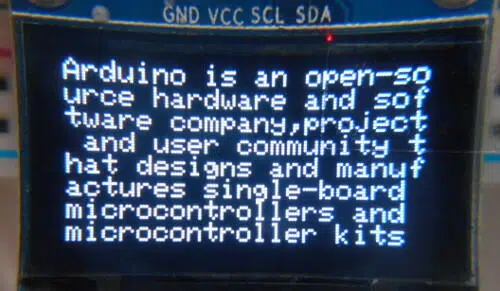 GND VCC SCL SDA
Arduino is an open-so
urce hardware and sof
tware company,project
and user community t
hat designs and manuf
actures single-board
microcontrollers and
microcontroller kits